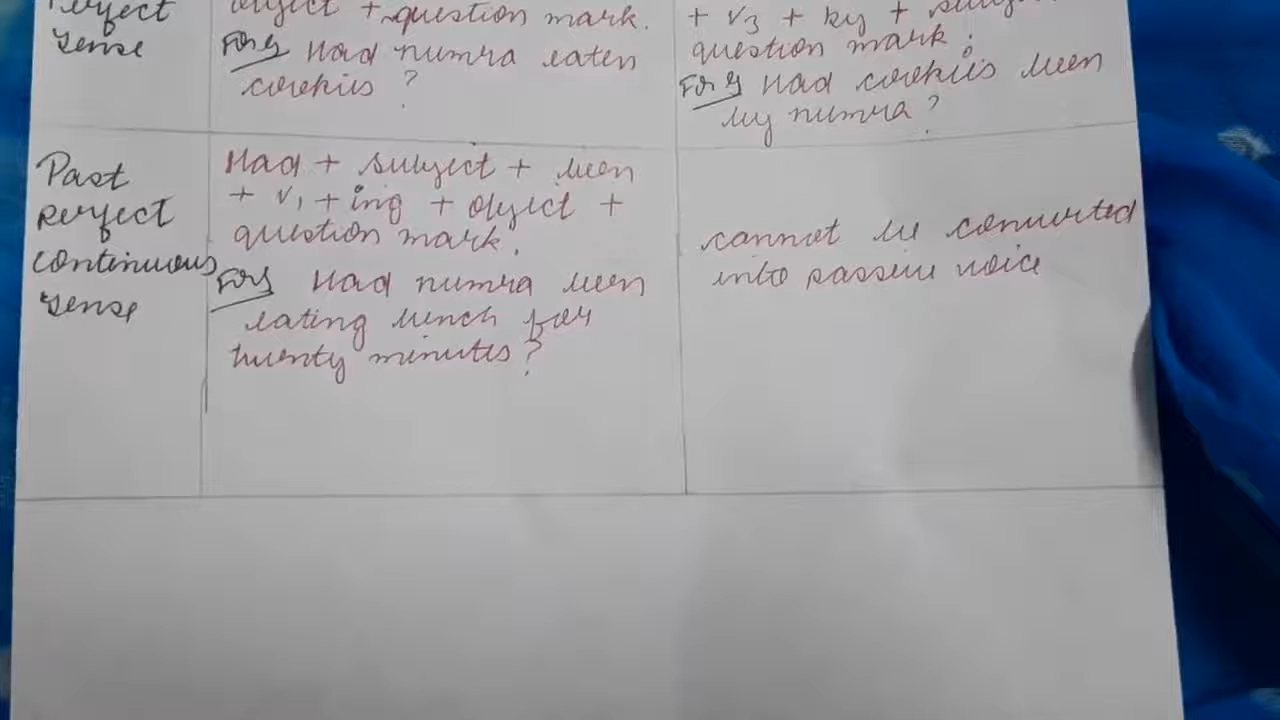 Perfect
Tense
object + question mark.
For eg Had numra eaten
cookies ?
+ V3 + by +
question mark.
For eg Had cookies been
by numra ?
Past
Perfect
Continuous
Tense
Had + subject + been
+ V1 + ing + object +
question mark.
For eg Had numra been
eating lunch for
twenty minutes ?
cannot be converted
into passive voice